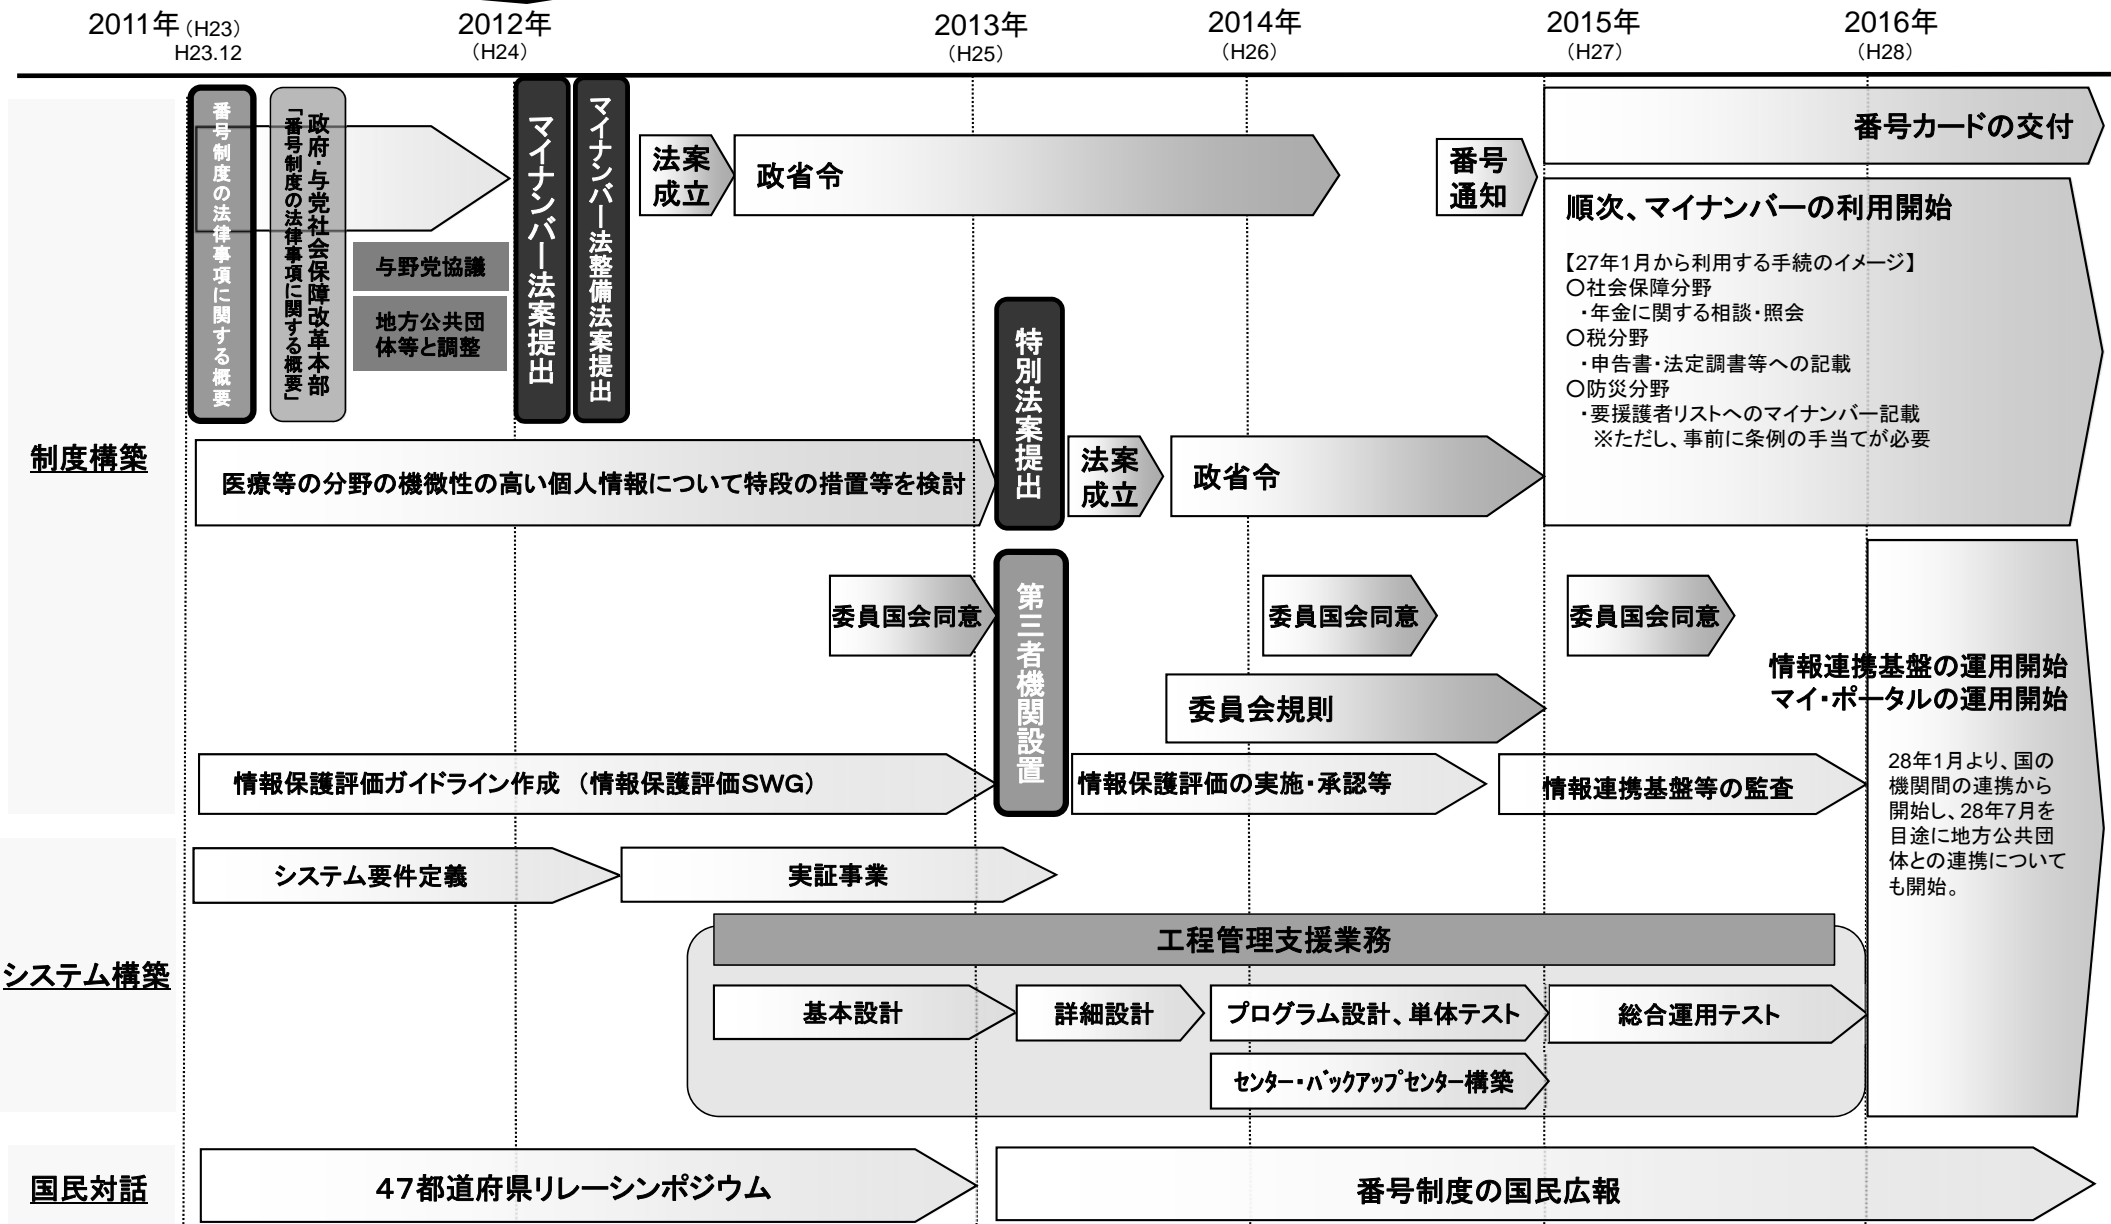 2011年（H23）
H23.12
2012年
（H24）
2013年
（H25）
2014年
（H26）
2015年
（H27）
2016年
（H28）
制度構築
番号制度の法律事項に関する概要
政府・与党社会保障改革本部
「番号制度の法律事項に関する概要」
与野党協議
地方公共団
体等と調整
マイナンバー法案提出
マイナンバー法整備法案提出
法案
成立
政省令
番号
通知
番号カードの交付
順次、マイナンバーの利用開始
【27年1月から利用する手続のイメージ】
○社会保障分野
・年金に関する相談・照会
○税分野
・申告書・法定調書等への記載
○防災分野
・要援護者リストへのマイナンバー記載
※ただし、事前に条例の手当てが必要
医療等の分野の機微性の高い個人情報について特段の措置等を検討
特別法案提出
法案
成立
政省令
委員国会同意
第三者機関設置
委員国会同意
委員国会同意
委員会規則
情報保護評価ガイドライン作成 （情報保護評価SWG）
情報保護評価の実施・承認等
情報連携基盤等の監査
情報連携基盤の運用開始
マイ・ポータルの運用開始
28年1月より、国の
機関間の連携から
開始し、28年7月を
目途に地方公共団
体との連携について
も開始。
システム構築
システム要件定義
実証事業
工程管理支援業務
基本設計
詳細設計
プログラム設計、単体テスト
総合運用テスト
センター・バックアップセンター構築
国民対話
47都道府県リレーシンポジウム
番号制度の国民広報